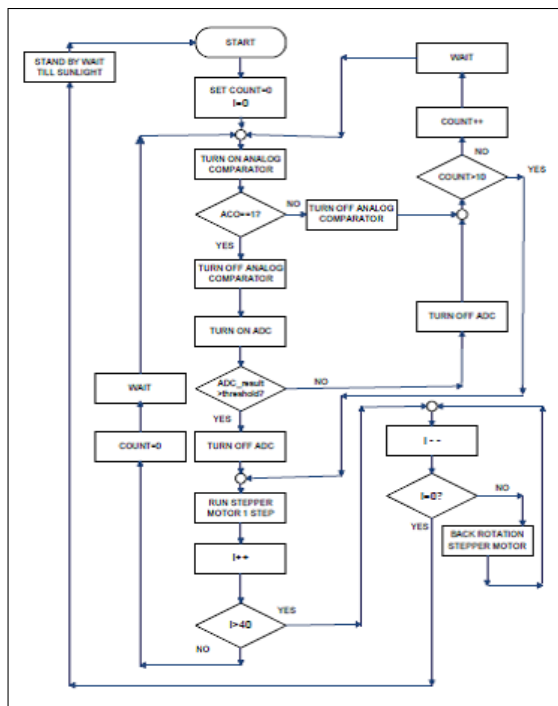 START
STAND BY WAIT
TILL SUNLIGHT
WAIT
SET COUNT=0
I=0
COUNT++
NO
YES
TURN ON ANALOG
COMPARATOR
COUNT>10
ACO==1?
NO
TURN OFF ANALOG
COMPARATOR
YES
TURN OFF ANALOG
COMPARATOR
TURN ON ADC
TURN OFF ADC
WAIT
ADC_result
>threshold?
NO
YES
COUNT=0
TURN OFF ADC
I - -
RUN STEPPER
MOTOR 1 STEP
I=0?
NO
YES
BACK ROTATION
STEPPER MOTOR
I++
I>40
YES
NO